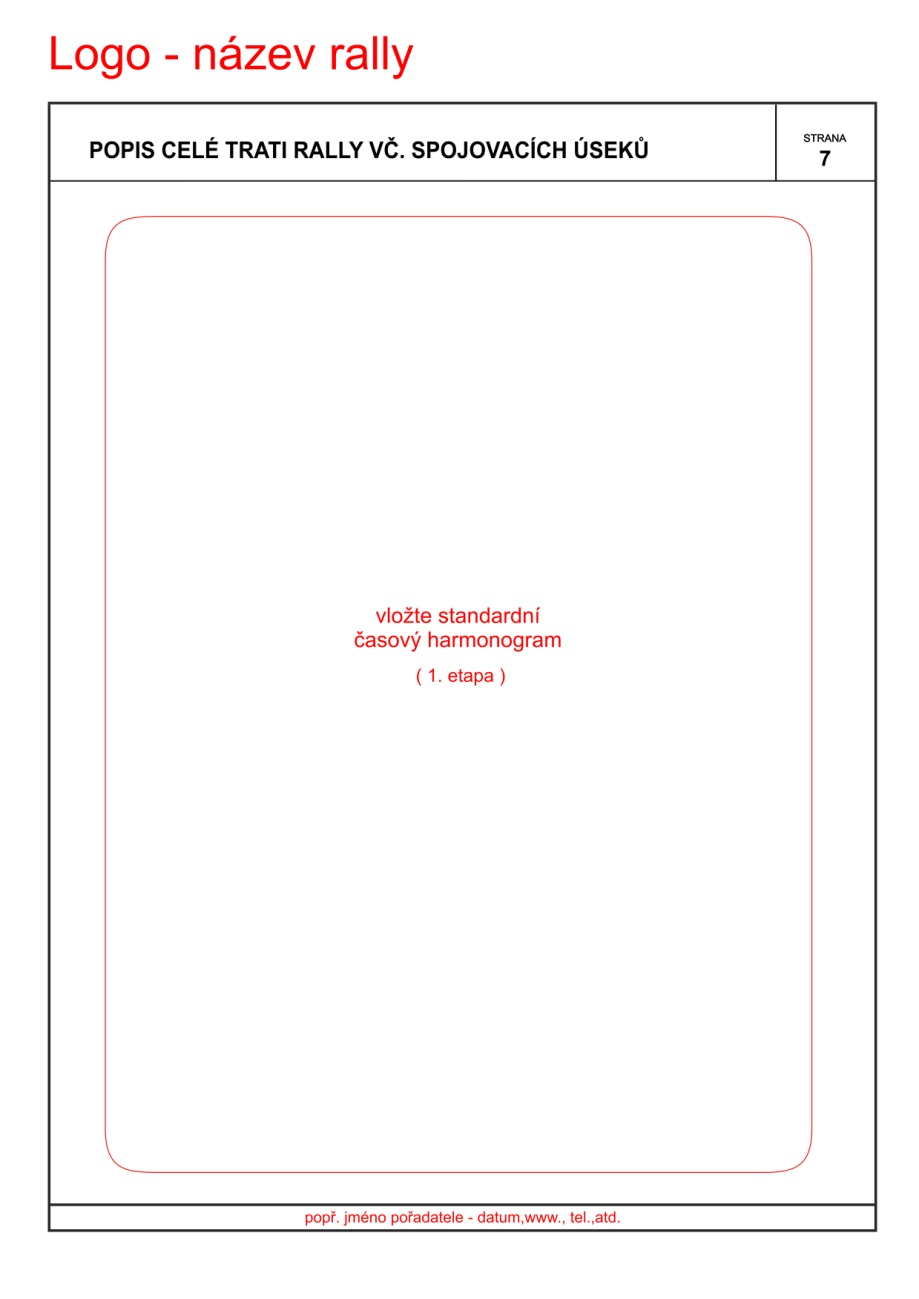 Logo - název rally
POPIS CELÉ TRATI RALLY VČ. SPOJOVACÍCH ÚSEKŮ
STRANA
7
vložte standardní
časový harmonogram
( 1. etapa )
popř. jméno pořadatele - datum,www., tel.,atd.